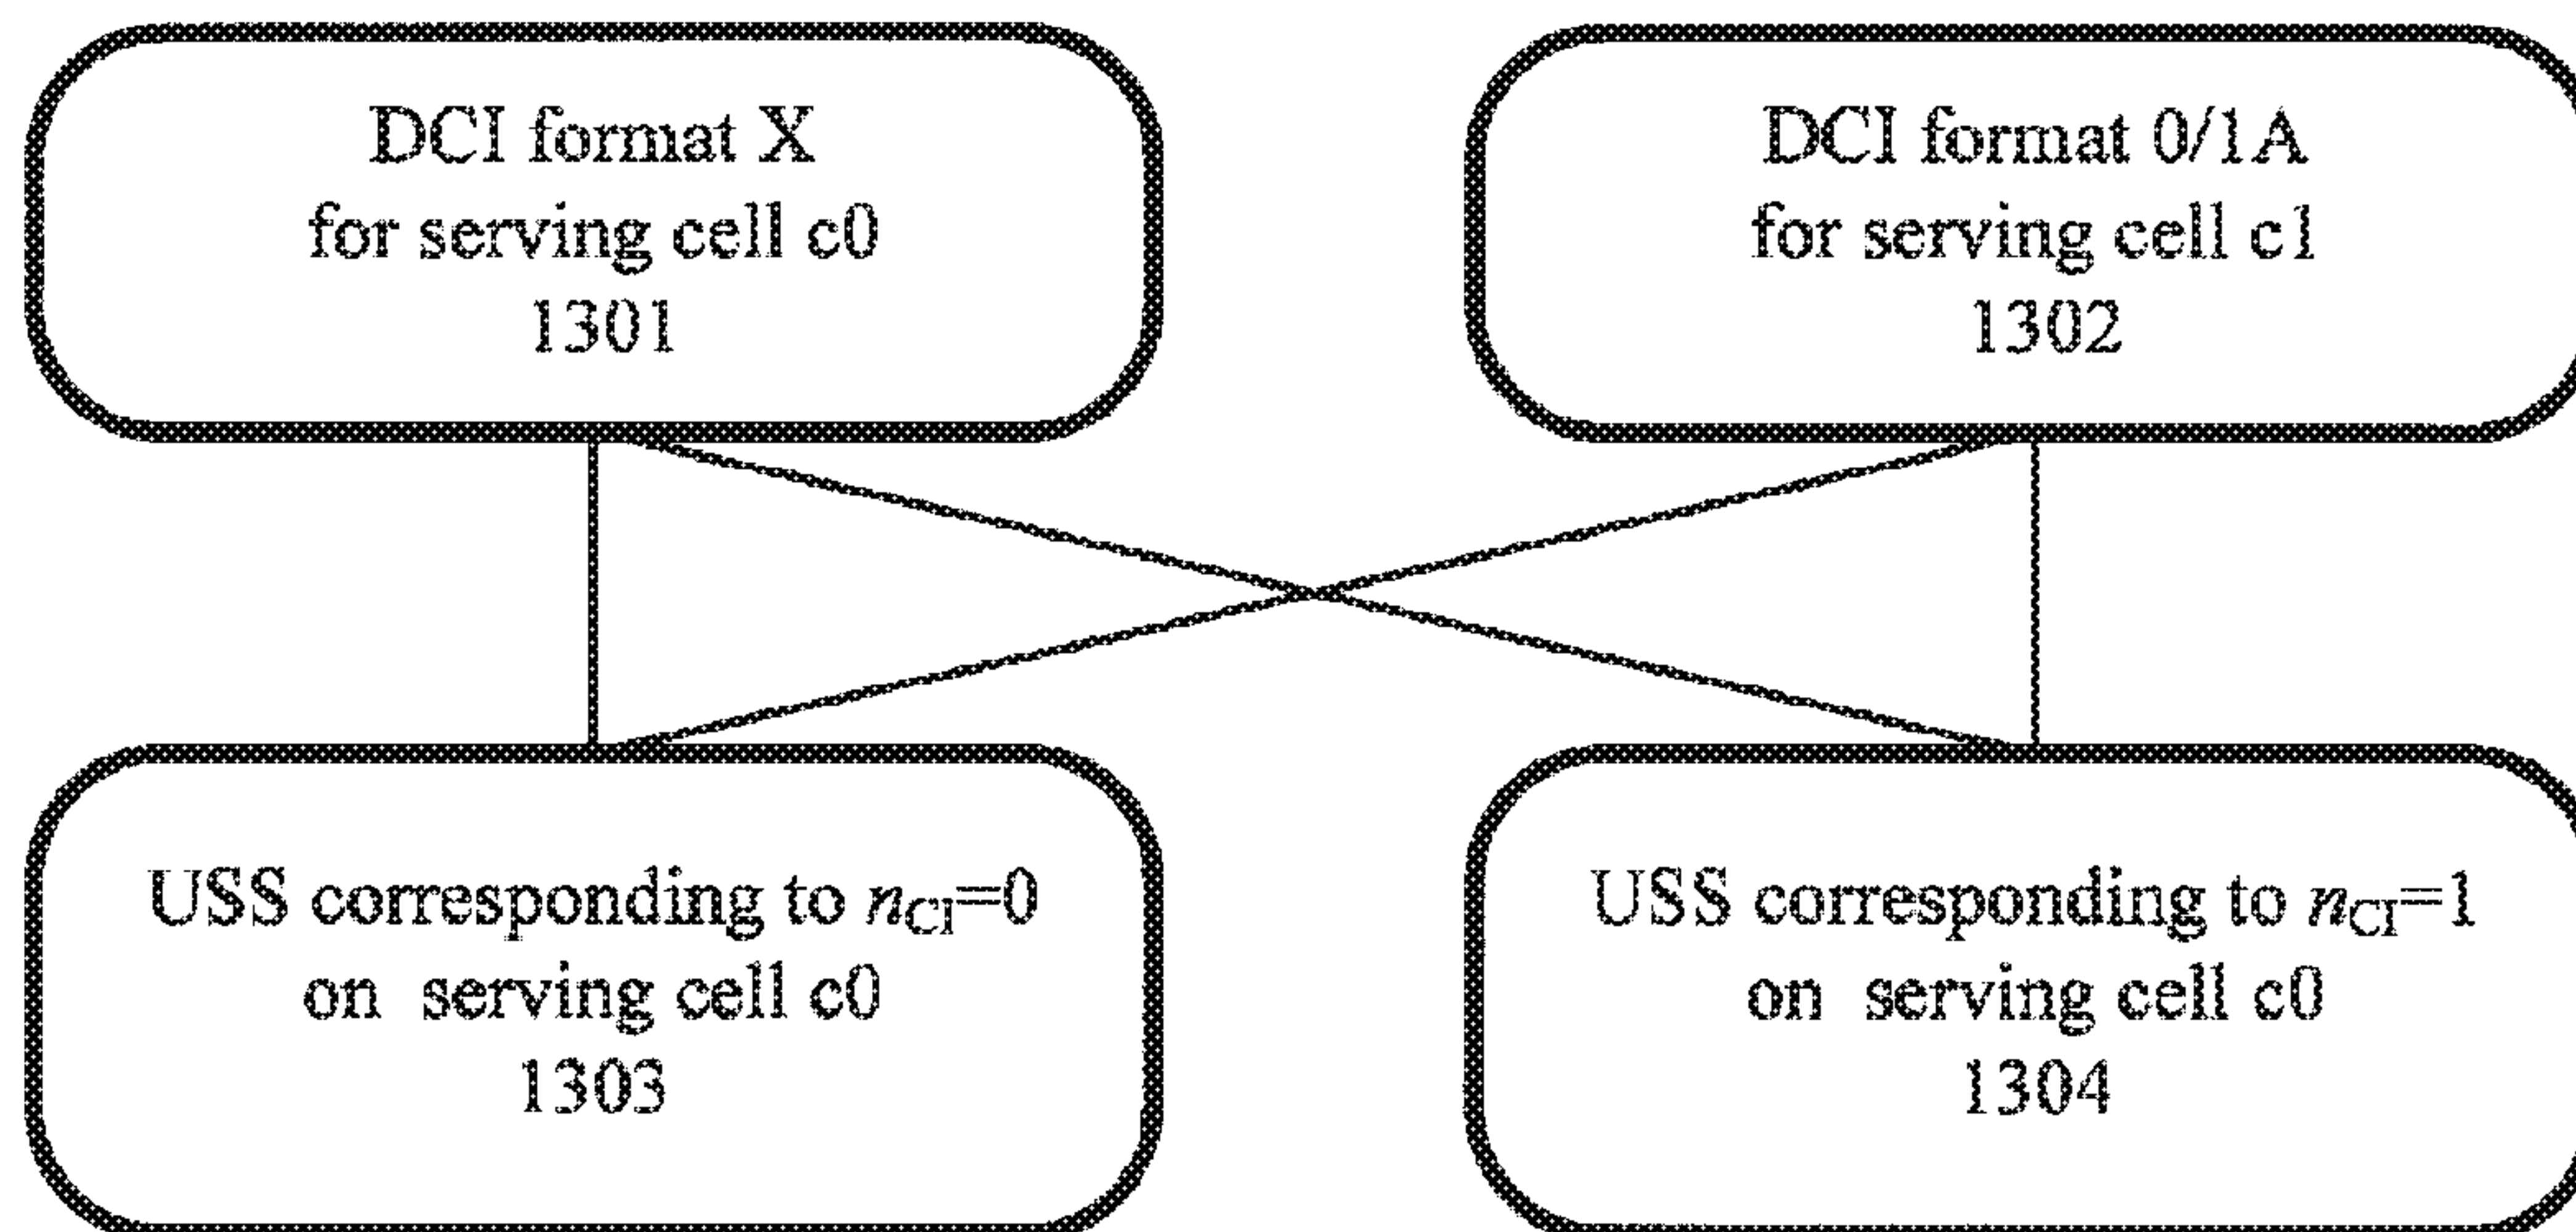 DCI format X
for serving cell c0
1301
DCI format 0/1A
for serving cell c1
1302
USS corresponding to nCI=0
on serving cell c0
1303
USS corresponding to nCI=1
on serving cell c0
1304